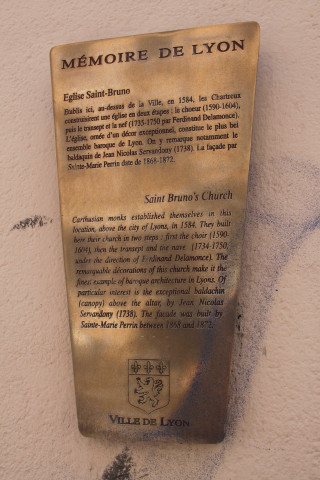 MÉMOIRE DE LYON
Eglise Saint-Bruno
Etablis ici, au-dessus de la Ville, en 1584, les Chartreux
construisirent une église en deux étapes : le choeur (1590-1604),
puis le transept et la nef (1735-1750 par Ferdinand Delamonce).
L'église, ornée d'un décor exceptionnel, constitue le plus bel
ensemble baroque de Lyon. On y remarque notamment le
baldaquin de Jean Nicolas Servandony (1738). La façade par
Sainte-Marie Perrin date de 1868-1872.
Saint Bruno's Church
Carthusian monks established themselves in this
location, above the city of Lyons, in 1584. They built
here their church in two steps : first the choir (1590-
1604), then the transept and the nave (1734-1750,
under the direction of Ferdinand Delamonce). The
remarquable décorations of this church make it the
finest example of baroque architecture in Lyons. Of
particular interest is the exceptional baldachin
(canopy) above the altar, by Jean Nicolas
Servandony (1738). The façade was buit by
Sainte-Marie Perrin between 1868 and 1872.
VILLE DE LYON